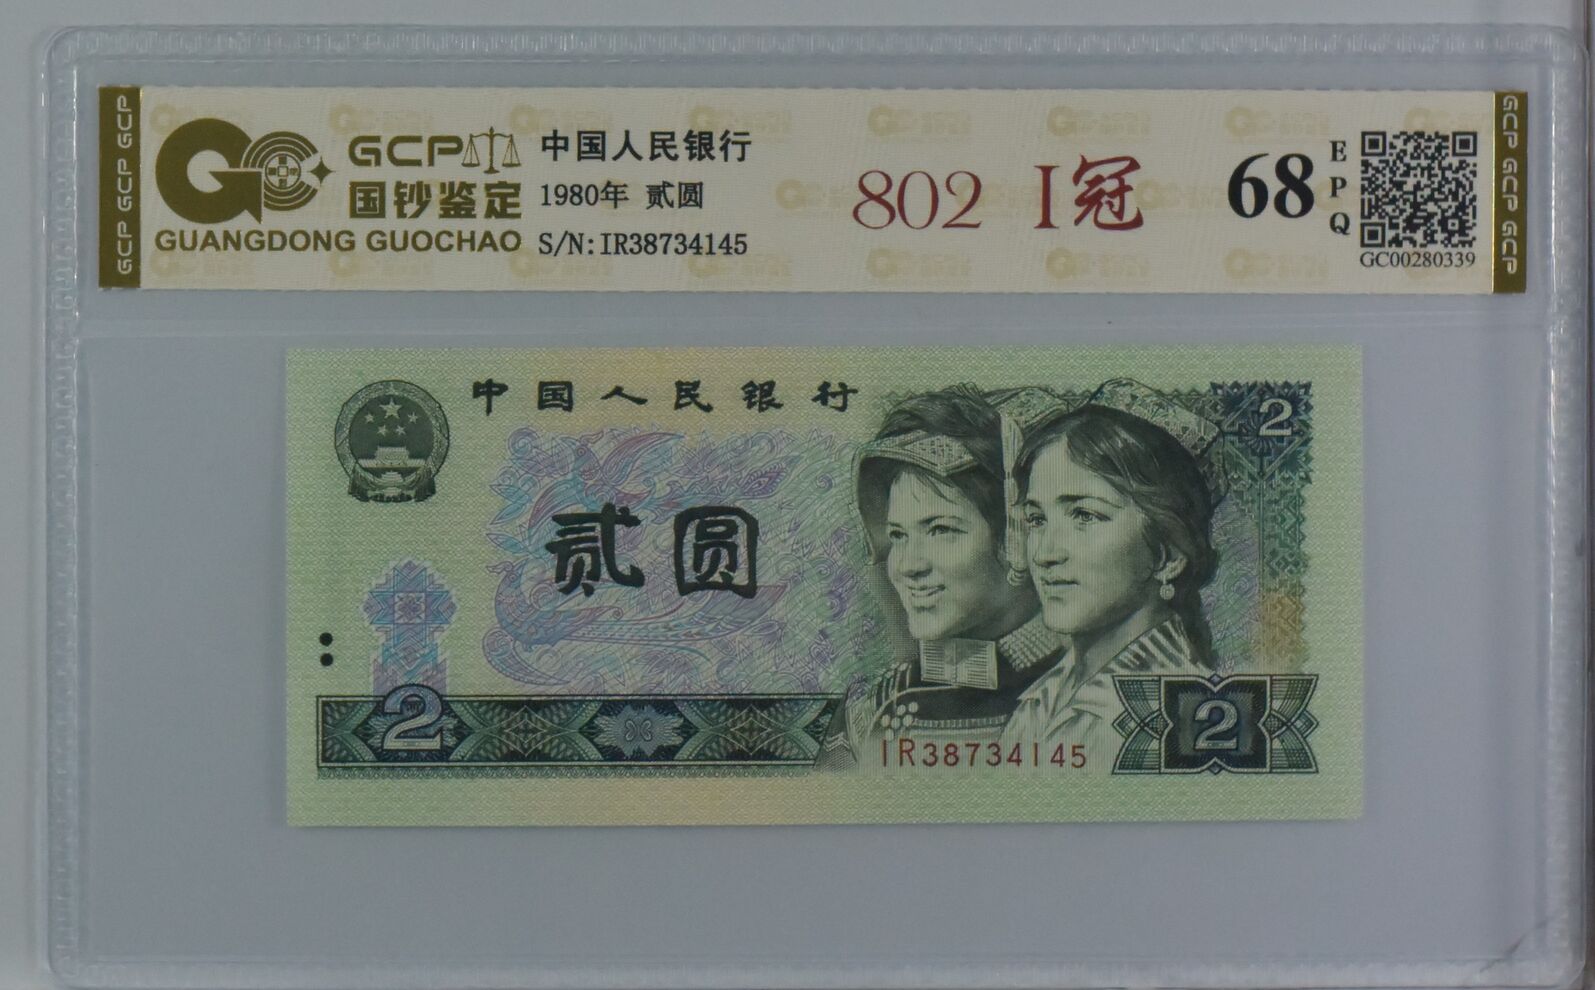 GCP GCP GCP
GCP
国钞鉴定
GUANGDONG GUOCHAO
中国人民银行
1980年 贰圆
S/N:IR38734145
802 I冠
68
EPQ
GC00280339
GCP GCP GCP
中国人民银行
2
贰圆
2
IR38734145
2